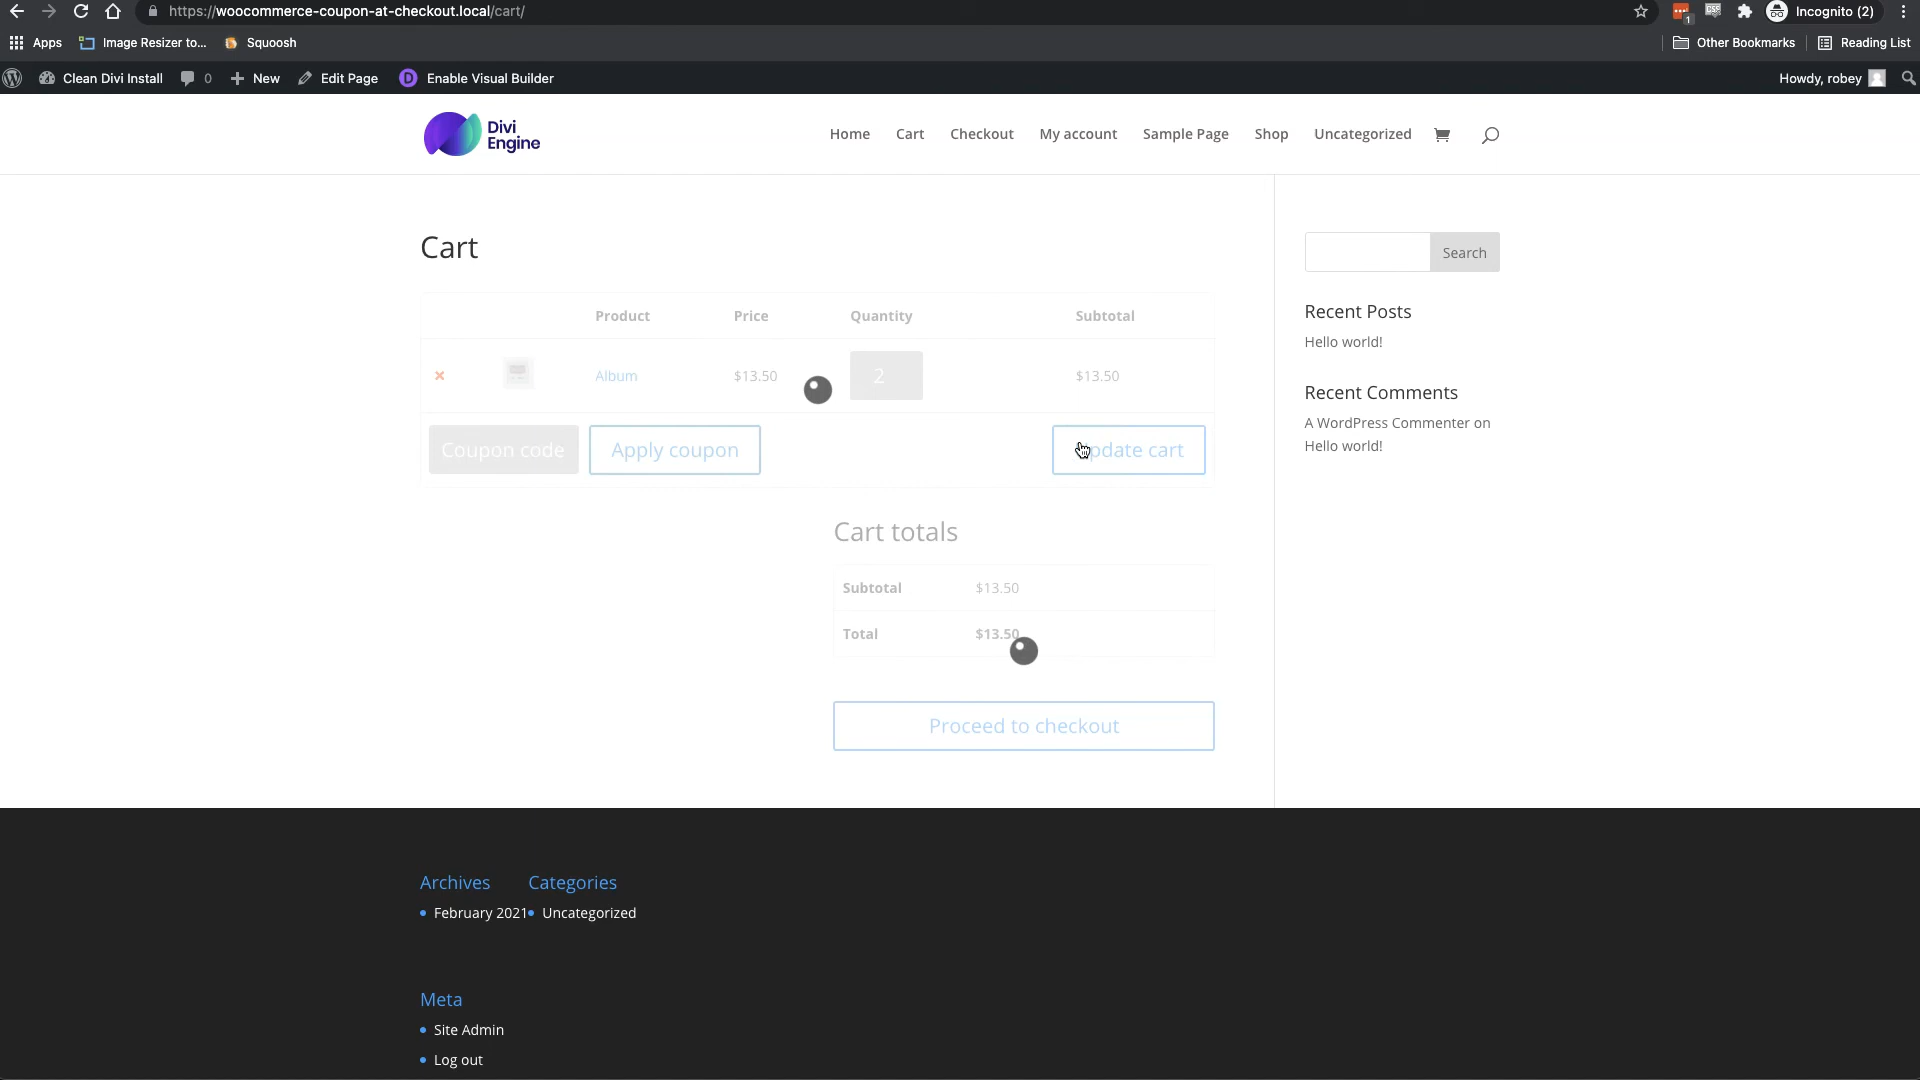 https://woocommerce-coupon-at-checkout.local/cart/
1
Incognito (2)
Apps
Image Resizer to...
Squoosh
Other Bookmarks
Reading List
Clean Divi Install
0
New
Edit Page
D
Enable Visual Builder
Howdy, robey
Divi
Engine
Home
Cart
Checkout
My account
Sample Page
Shop
Uncategorized
Cart
Product
Price
Quantity
Subtotal
×
Album
$13.50
2
$13.50
Coupon code
Apply coupon
pdate cart
Cart totals
Subtotal
$13.50
Total
$13.50
Proceed to checkout
Search
Recent Posts
Hello world!
Recent Comments
A WordPress Commenter on
Hello world!
Archives
February 2021
Categories
Uncategorized
Meta
Site Admin
Log out